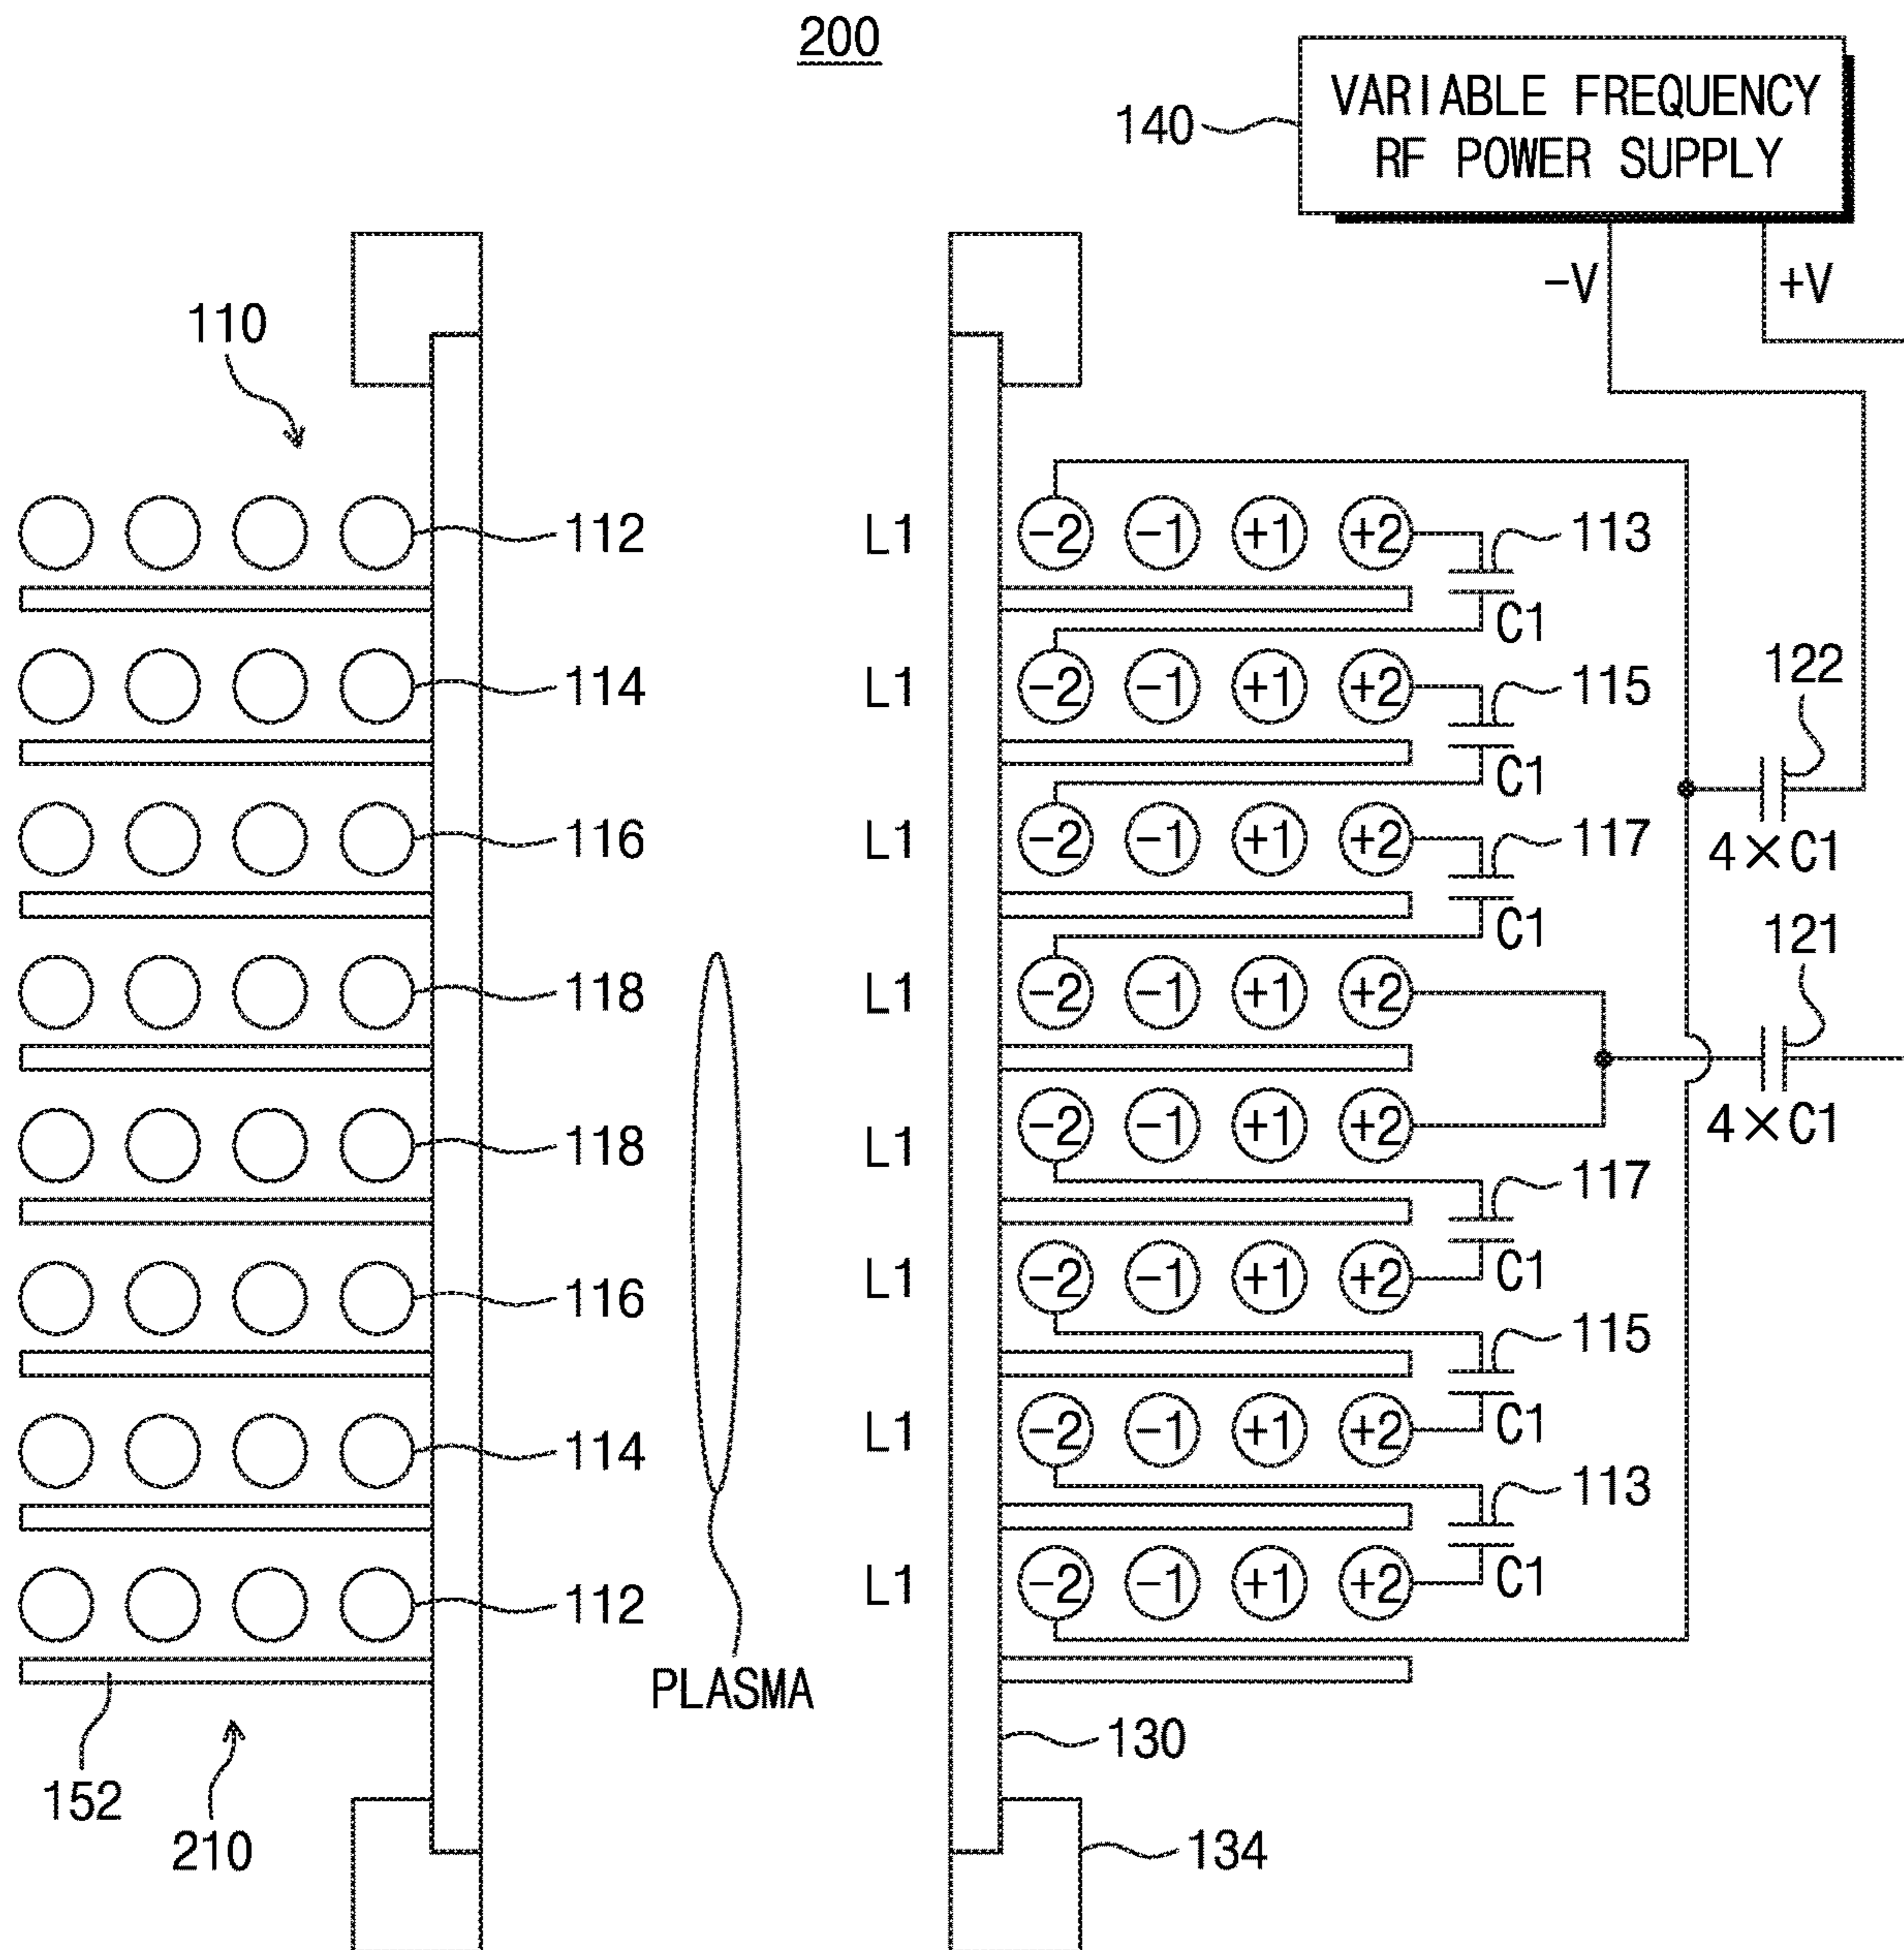 200
VARIABLE FREQUENCY
RF POWER SUPPLY
140
-V
+V
110
112
L1
-2 -1 +1 +2
113
C1
114
L1
-2 -1 +1 +2
115
C1
122
4×C1
116
L1
-2 -1 +1 +2
117
C1
121
4×C1
118
L1
-2 -1 +1 +2
118
L1
-2 -1 +1 +2
117
C1
116
L1
-2 -1 +1 +2
115
C1
114
L1
-2 -1 +1 +2
113
C1
112
L1
-2 -1 +1 +2
PLASMA
130
152
210
134